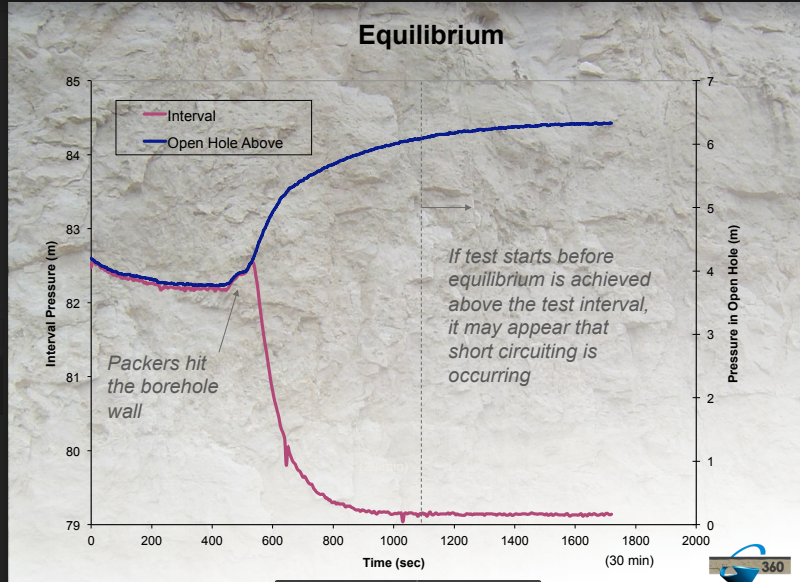 Equilibrium
85
84
83
82
81
80
79
Interval Pressure (m)
Interval
Open Hole Above
Packers hit
the borehole
wall
If test starts before
equilibrium is achieved
above the test interval,
it may appear that
short circuiting is
occurring
7
6
5
4
3
2
1
0
Pressure in Open Hole (m)
0
200
400
600
800
1000
1200
1400
1600
1800
2000
Time (sec)
(30 min)
360